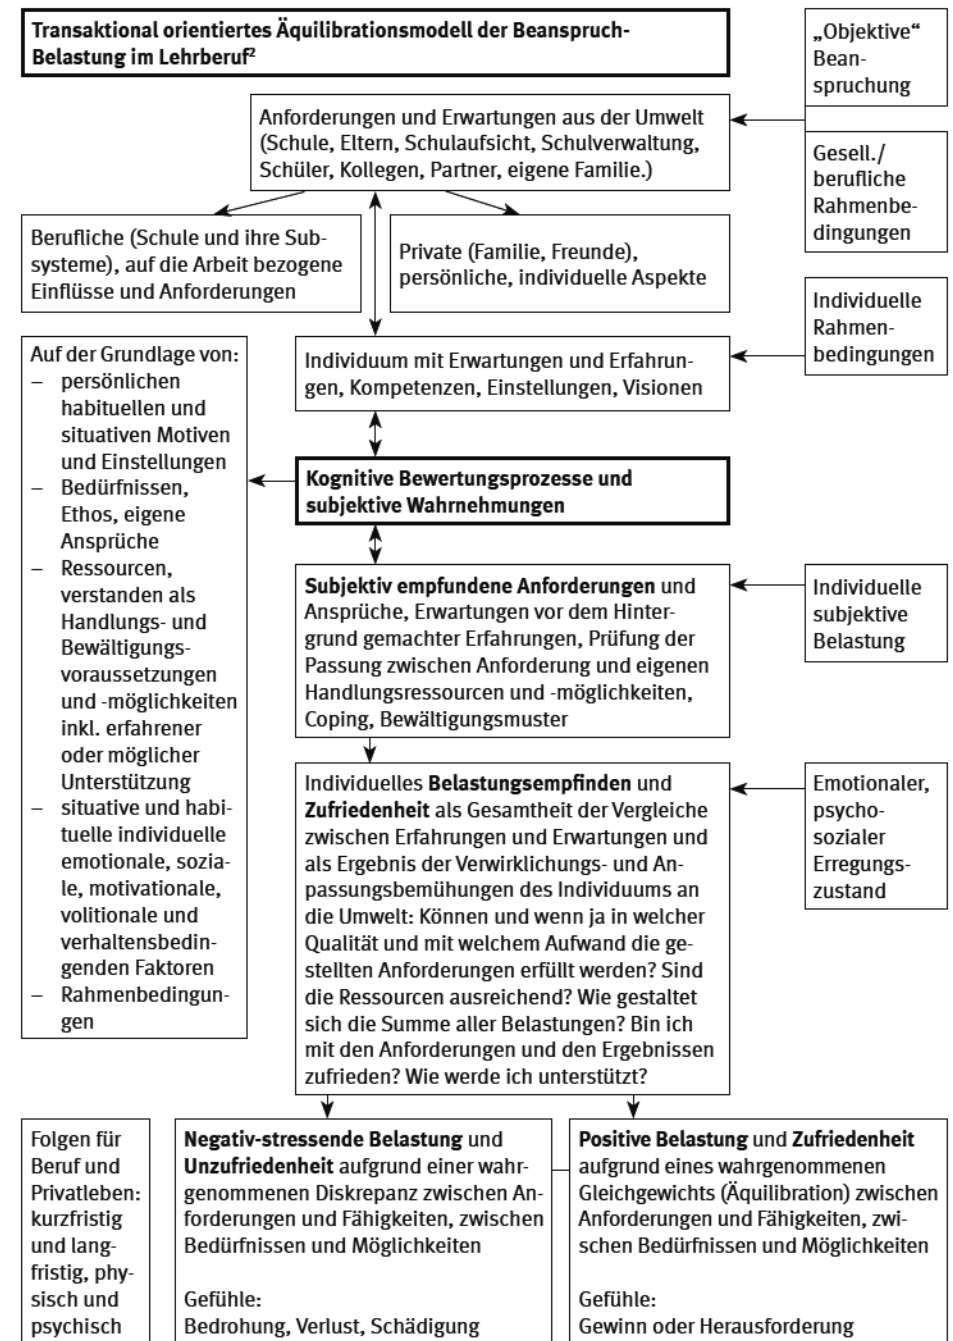 Transaktional orientiertes Äquilibrationsmodell der Beanspruch-
Belastung im Lehrberuf²
„Objektive“
Bean-
spruchung
Anforderungen und Erwartungen aus der Umwelt
(Schule, Eltern, Schulaufsicht, Schulverwaltung,
Schüler, Kollegen, Partner, eigene Familie.)
Gesell./
berufliche
Rahmenbe-
dingungen
Berufliche (Schule und ihre Sub-
systeme), auf die Arbeit bezogene
Einflüsse und Anforderungen
Private (Familie, Freunde),
persönliche, individuelle Aspekte
Individuelle
Rahmen-
bedingungen
Individuum mit Erwartungen und Erfahrun-
gen, Kompetenzen, Einstellungen, Visionen
Auf der Grundlage von:
– persönlichen
habituellen und
situativen Motiven
und Einstellungen
– Bedürfnissen,
Ethos, eigene
Ansprüche
– Ressourcen,
verstanden als
Handlungs- und
Bewältigungs-
voraussetzungen
und -möglichkeiten
inkl. erfahrener
oder möglicher
Unterstützung
– situative und habi-
tuelle individuelle
emotionale, sozia-
le, motivationale,
volitionale und
verhaltensbedin-
genden Faktoren
– Rahmenbedingun-
gen
Kognitive Bewertungsprozesse und
subjektive Wahrnehmungen
Subjektiv empfundene Anforderungen und
Ansprüche, Erwartungen vor dem Hinter-
grund gemachter Erfahrungen, Prüfung der
Passung zwischen Anforderung und eigenen
Handlungsressourcen und -möglichkeiten,
Coping, Bewältigungsmuster
Individuelle
subjektive
Belastung
Individuelles Belastungsempfinden und
Zufriedenheit als Gesamtheit der Vergleiche
zwischen Erfahrungen und Erwartungen und
als Ergebnis der Verwirklichungs- und An-
passungsbemühungen des Individuums an
die Umwelt: Können und wenn ja in welcher
Qualität und mit welchem Aufwand die ge-
stellten Anforderungen erfüllt werden? Sind
die Ressourcen ausreichend? Wie gestaltet
sich die Summe aller Belastungen? Bin ich
mit den Anforderungen und den Ergebnissen
zufrieden? Wie werde ich unterstützt?
Emotionaler,
psycho-
sozialer
Erregungs-
zustand
Folgen für
Beruf und
Privatleben:
kurzfristig
und lang-
fristig, phy-
sisch und
psychisch
Negativ-stressende Belastung und
Unzufriedenheit aufgrund einer wahr-
genommenen Diskrepanz zwischen An-
forderungen und Fähigkeiten, zwischen
Bedürfnissen und Möglichkeiten
Gefühle:
Bedrohung, Verlust, Schädigung
Positive Belastung und Zufriedenheit
aufgrund eines wahrgenommenen
Gleichgewichts (Äquilibration) zwischen
Anforderungen und Fähigkeiten, zwi-
schen Bedürfnissen und Möglichkeiten
Gefühle:
Gewinn oder Herausforderung